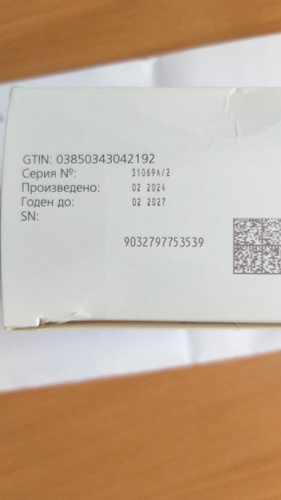 GTIN: 03850343042192
Серия №: 31069A/2
Произведено: 02 2024
Годен до: 02 2027
SN:
9032797753539